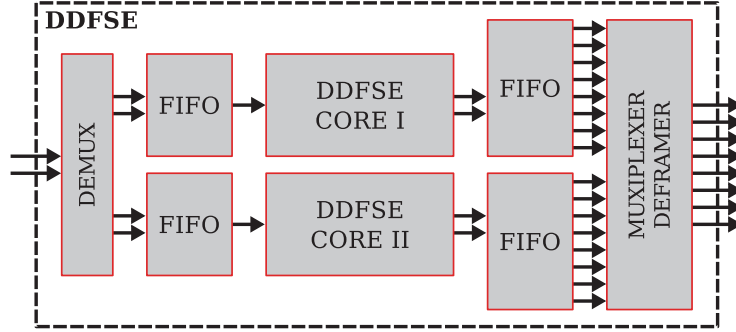 DDFSE
DEMUX
FIFO
DDFSE
CORE I
FIFO
FIFO
DDFSE
CORE II
FIFO
MUXIPLEXER
DEFRAMER